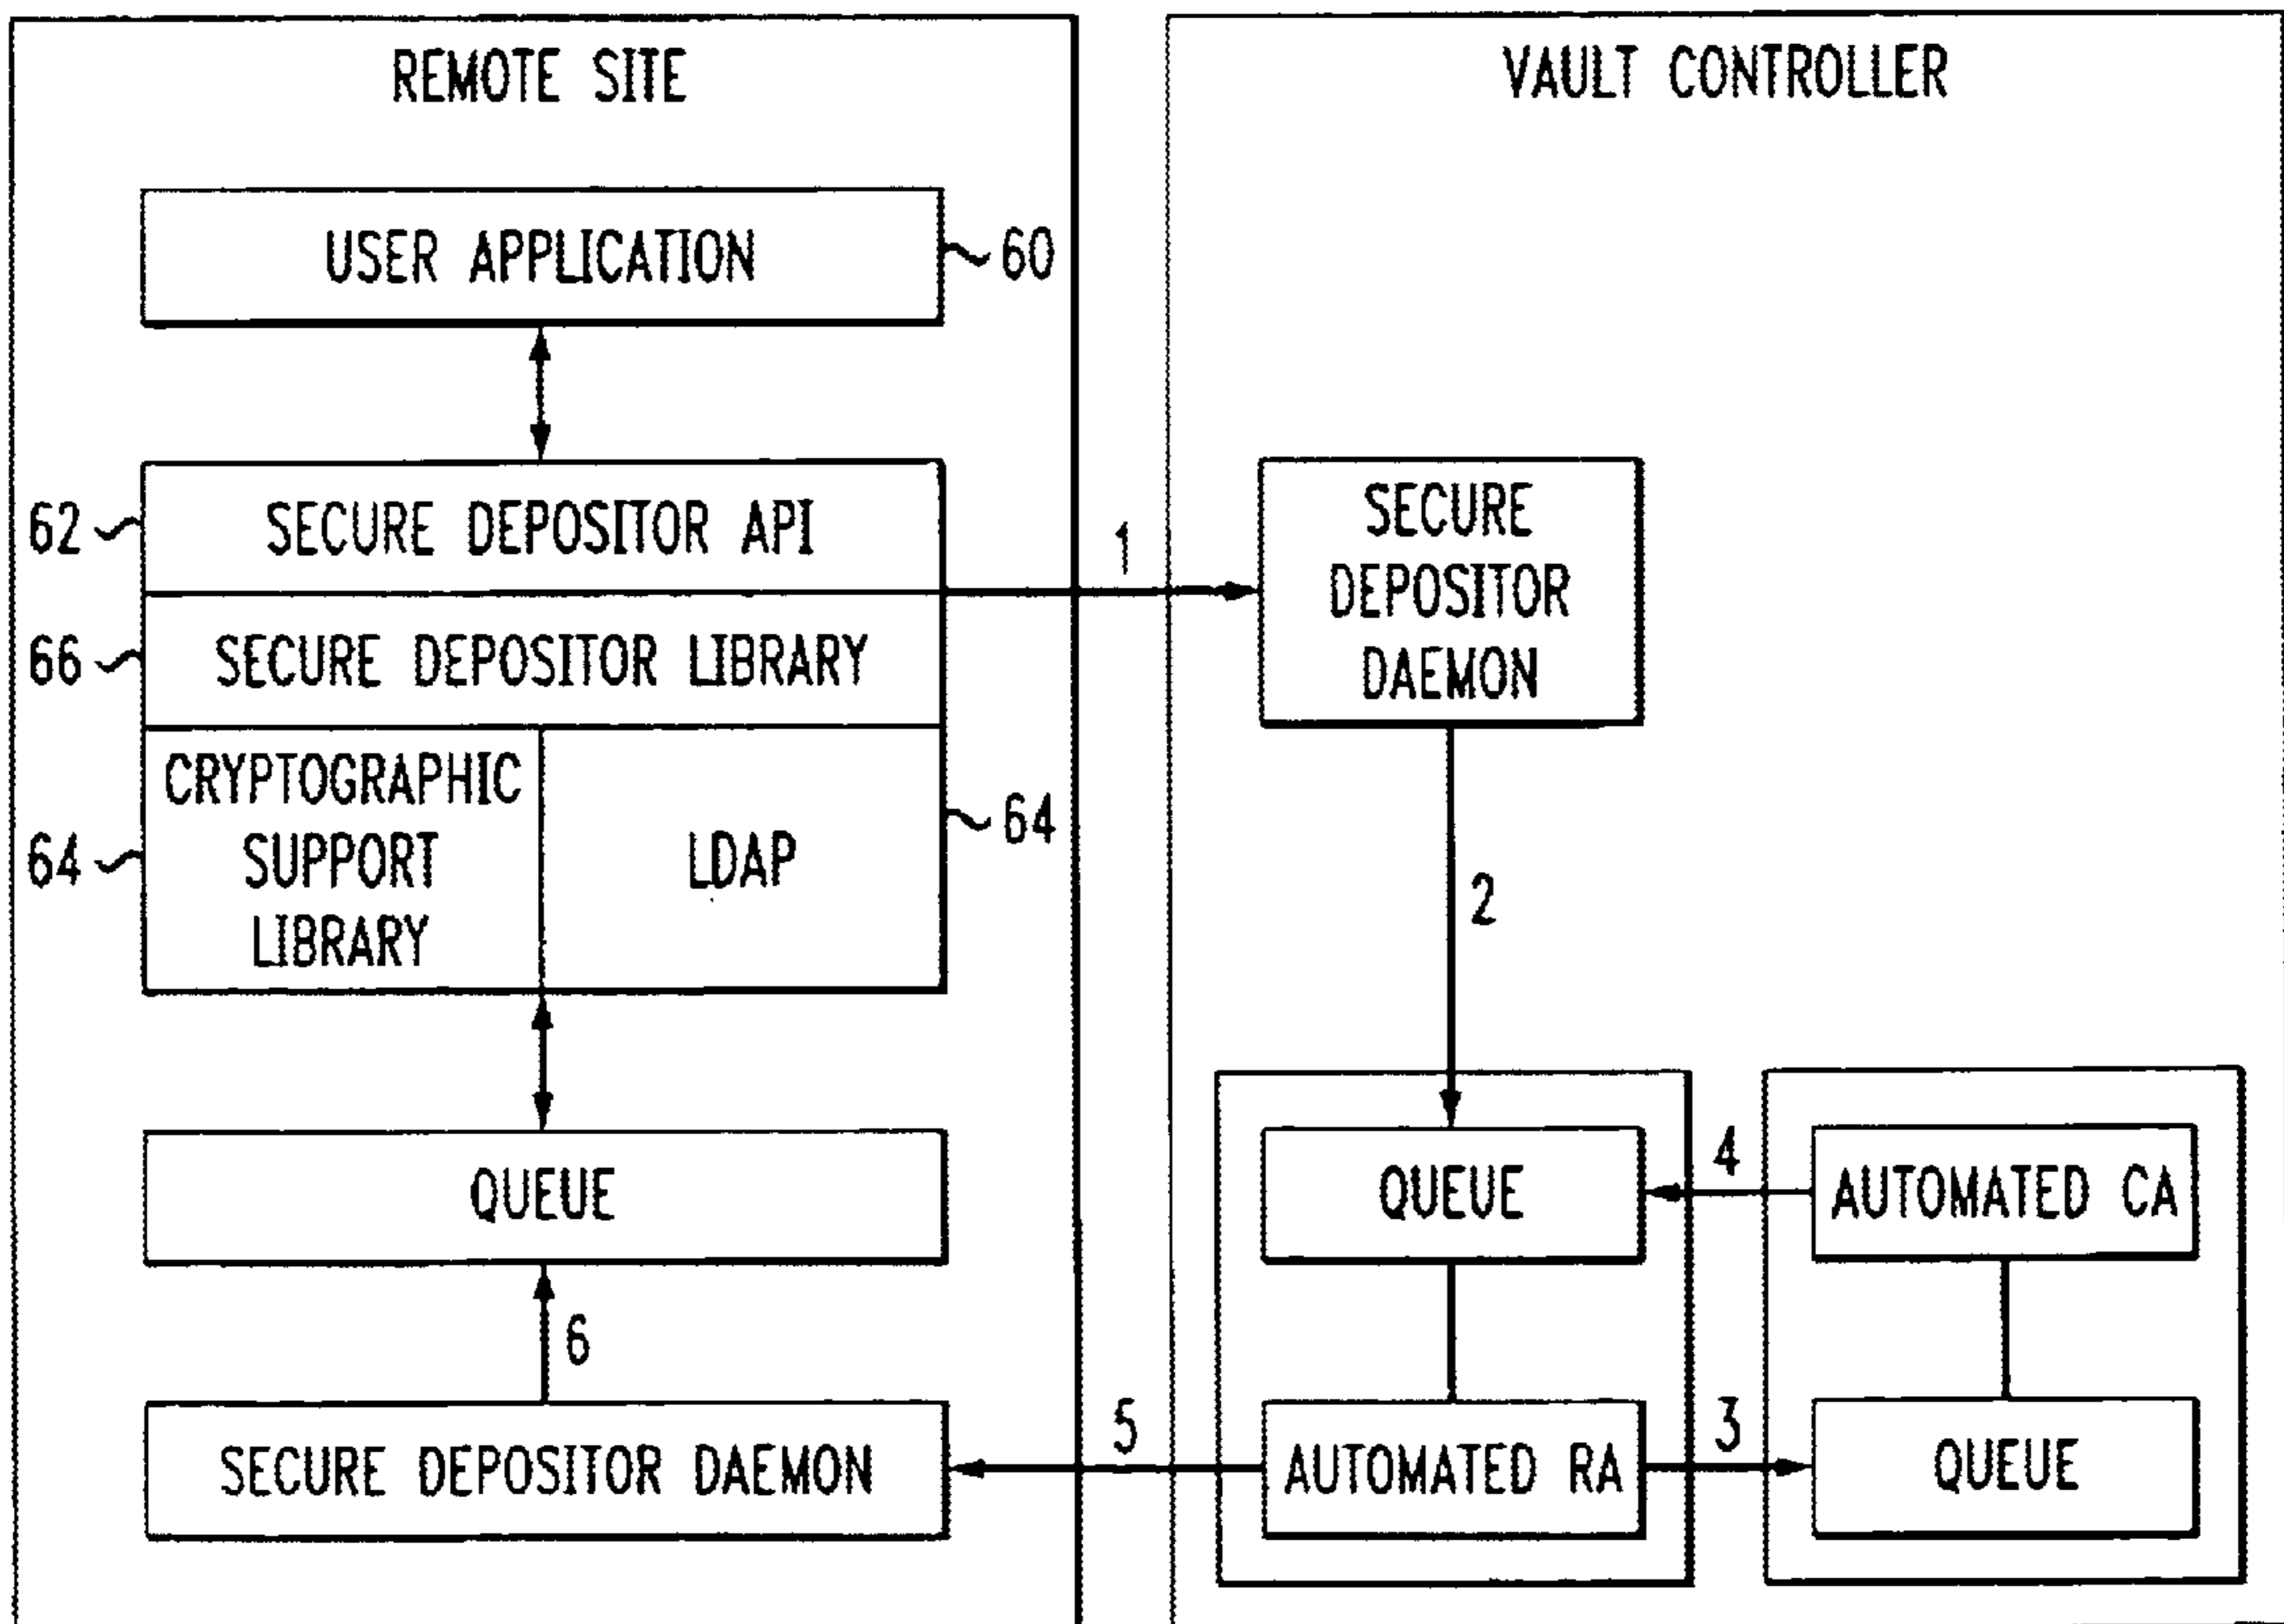 REMOTE SITE
USER APPLICATION
60
62
SECURE DEPOSITOR API
66
SECURE DEPOSITOR LIBRARY
64
CRYPTOGRAPHIC
SUPPORT
LIBRARY
LDAP
64
QUEUE
6
SECURE DEPOSITOR DAEMON
1
5
VAULT CONTROLLER
SECURE
DEPOSITOR
DAEMON
2
QUEUE
4
AUTOMATED CA
AUTOMATED RA
3
QUEUE